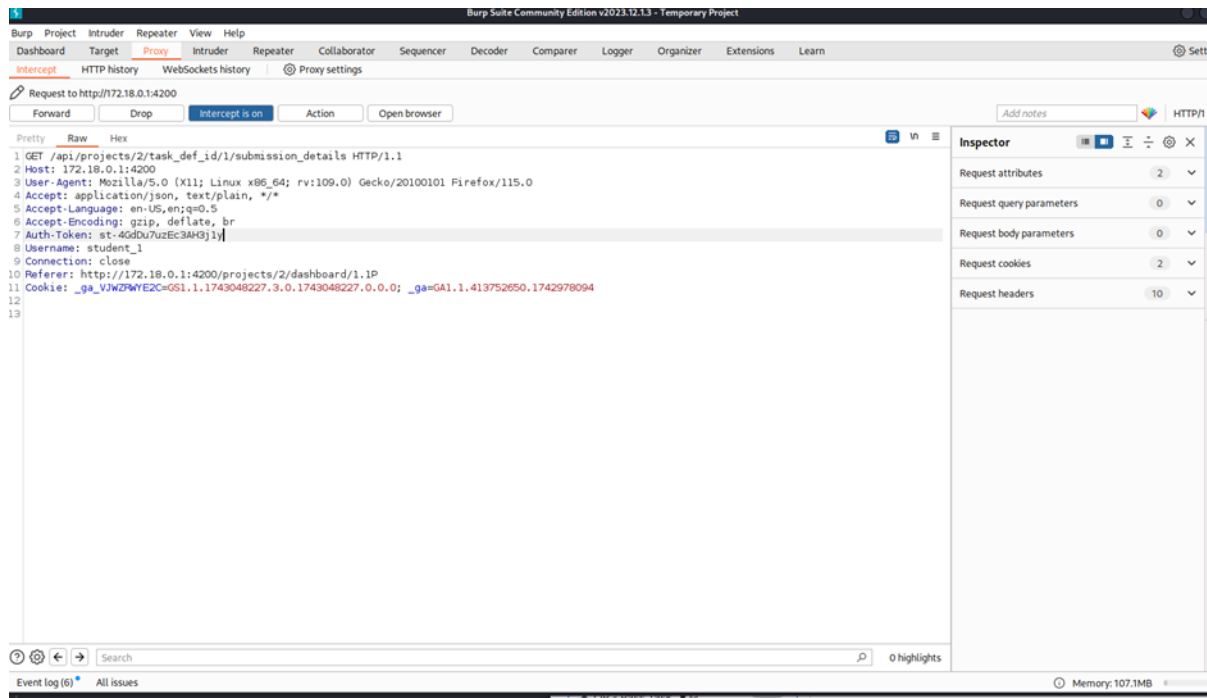 Burp Suite Community Edition v2023.12.1.3 - Temporary Project
Burp Project Intruder Repeater View Help
Dashboard Target Proxy Intruder Repeater Collaborator Sequencer Decoder Comparer Logger Organizer Extensions Learn Sett
Intercept HTTP history WebSockets history Proxy settings
Request to http://172.18.0.1:4200
Forward Drop Intercept is on Action Open browser Add notes HTTP/1
Pretty Raw Hex \n
Inspector
1 GET /api/projects/2/task_def_id/1/submission_details HTTP/1.1
2 Host: 172.18.0.1:4200
3 User-Agent: Mozilla/5.0 (X11; Linux x86_64; rv:109.0) Gecko/20100101 Firefox/115.0
4 Accept: application/json, text/plain, */*
5 Accept-Language: en-US,en;q=0.5
6 Accept-Encoding: gzip, deflate, br
7 Auth-Token: st-4GdDu7uzEc3AH3j1y
8 Username: student_1
9 Connection: close
10 Referer: http://172.18.0.1:4200/projects/2/dashboard/1.1P
11 Cookie: _ga_VJWZRWYE2C=GS1.1.1743048227.3.0.1743048227.0.0.0; _ga=GA1.1.413752650.1742978094
12
13
Request attributes 2
Request query parameters 0
Request body parameters 0
Request cookies 2
Request headers 10
Search 0 highlights
Event log (6) All issues Memory: 107.1MB